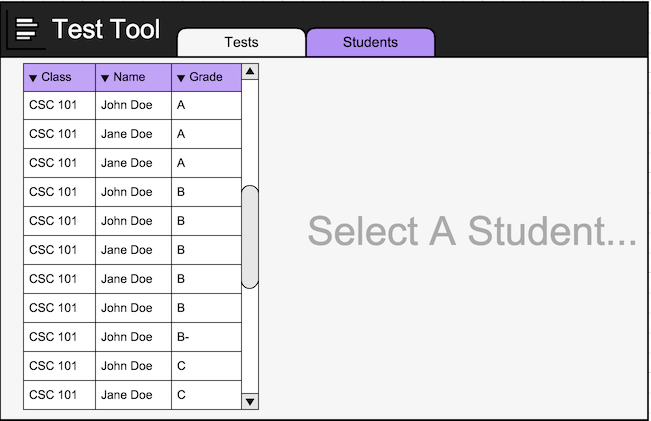 Test Tool
Tests
Students
Class Name Grade
CSC 101 John Doe A
CSC 101 Jane Doe A
CSC 101 Jane Doe A
CSC 101 John Doe B
CSC 101 John Doe B
CSC 101 Jane Doe B
CSC 101 Jane Doe B
CSC 101 John Doe B
CSC 101 John Doe B-
CSC 101 John Doe C
CSC 101 Jane Doe C
Select A Student...